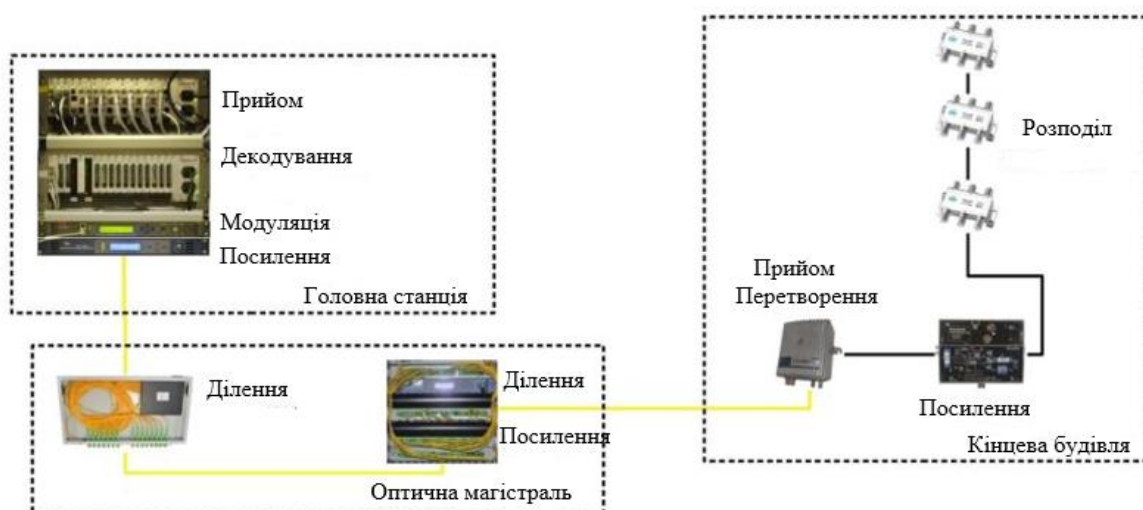 Прийом
Декодування
Модуляція
Посилення
Головна станція
Ділення
Ділення
Посилення
Оптична магістраль
Розподіл
Прийом
Перетворення
Посилення
Кінцева будівля